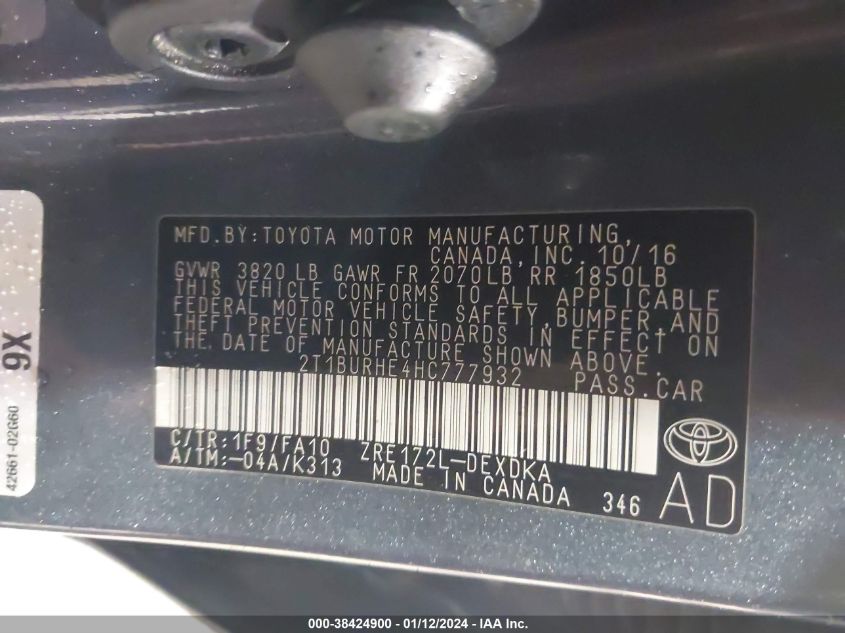 MFD.BY:TOYOTA MOTOR MANUFACTURING,
CANADA,INC. 10/16
GVWR 3820 LB GAWR FR 2070LB RR 1850LB
THIS VEHICLE CONFORMS TO ALL APPLICABLE
FEDERAL MOTOR VEHICLE SAFETY,BUMPER,AND
THEFT PREVENTION STANDARDS IN EFFECT ON
THE DATE OF MANUFACTURE SHOWN ABOVE.
2T1BURHE4HC777932 PASS.CAR
C/TR:1F9/FA10 ZRE172L-DEXDKA
A/TM:-04A/K313 MADE IN CANADA 346
AD
9X
42661-02G60
000-38424900 - 01/12/2024 - IAA Inc.